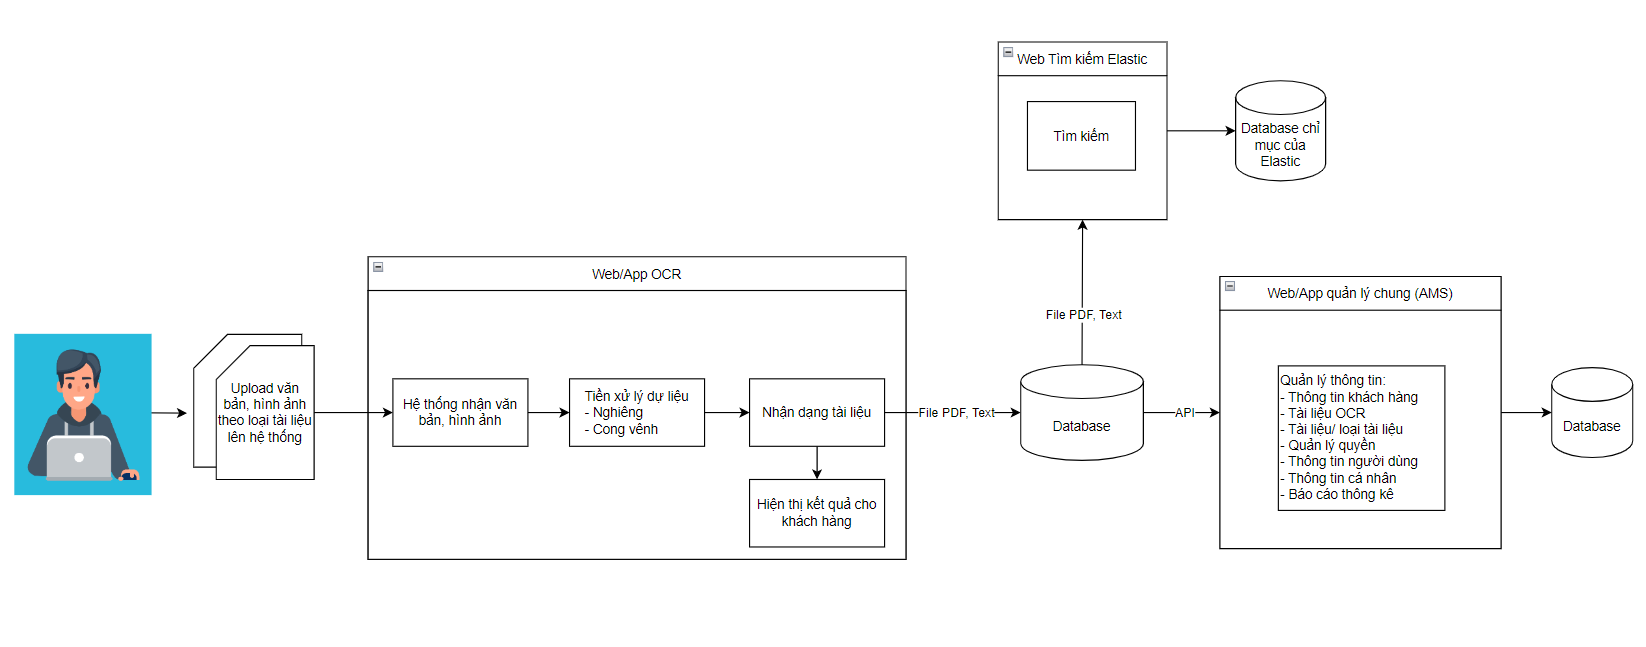 Upload văn
bản, hình ảnh
theo loại tài liệu
lên hệ thống
Web/App OCR
Hệ thống nhận văn
bản, hình ảnh
Tiền xử lý dự liệu
- Nghiêng
- Cong vênh
Nhận dạng tài liệu
Hiện thị kết quả cho
khách hàng
File PDF, Text
Database
File PDF, Text
Web Tìm kiếm Elastic
Tìm kiếm
Database chỉ
mục của
Elastic
API
Web/App quản lý chung (AMS)
Quản lý thông tin:
- Thông tin khách hàng
- Tài liệu OCR
- Tài liệu/ loại tài liệu
- Quản lý quyền
- Thông tin người dùng
- Thông tin cá nhân
- Báo cáo thông kê
Database